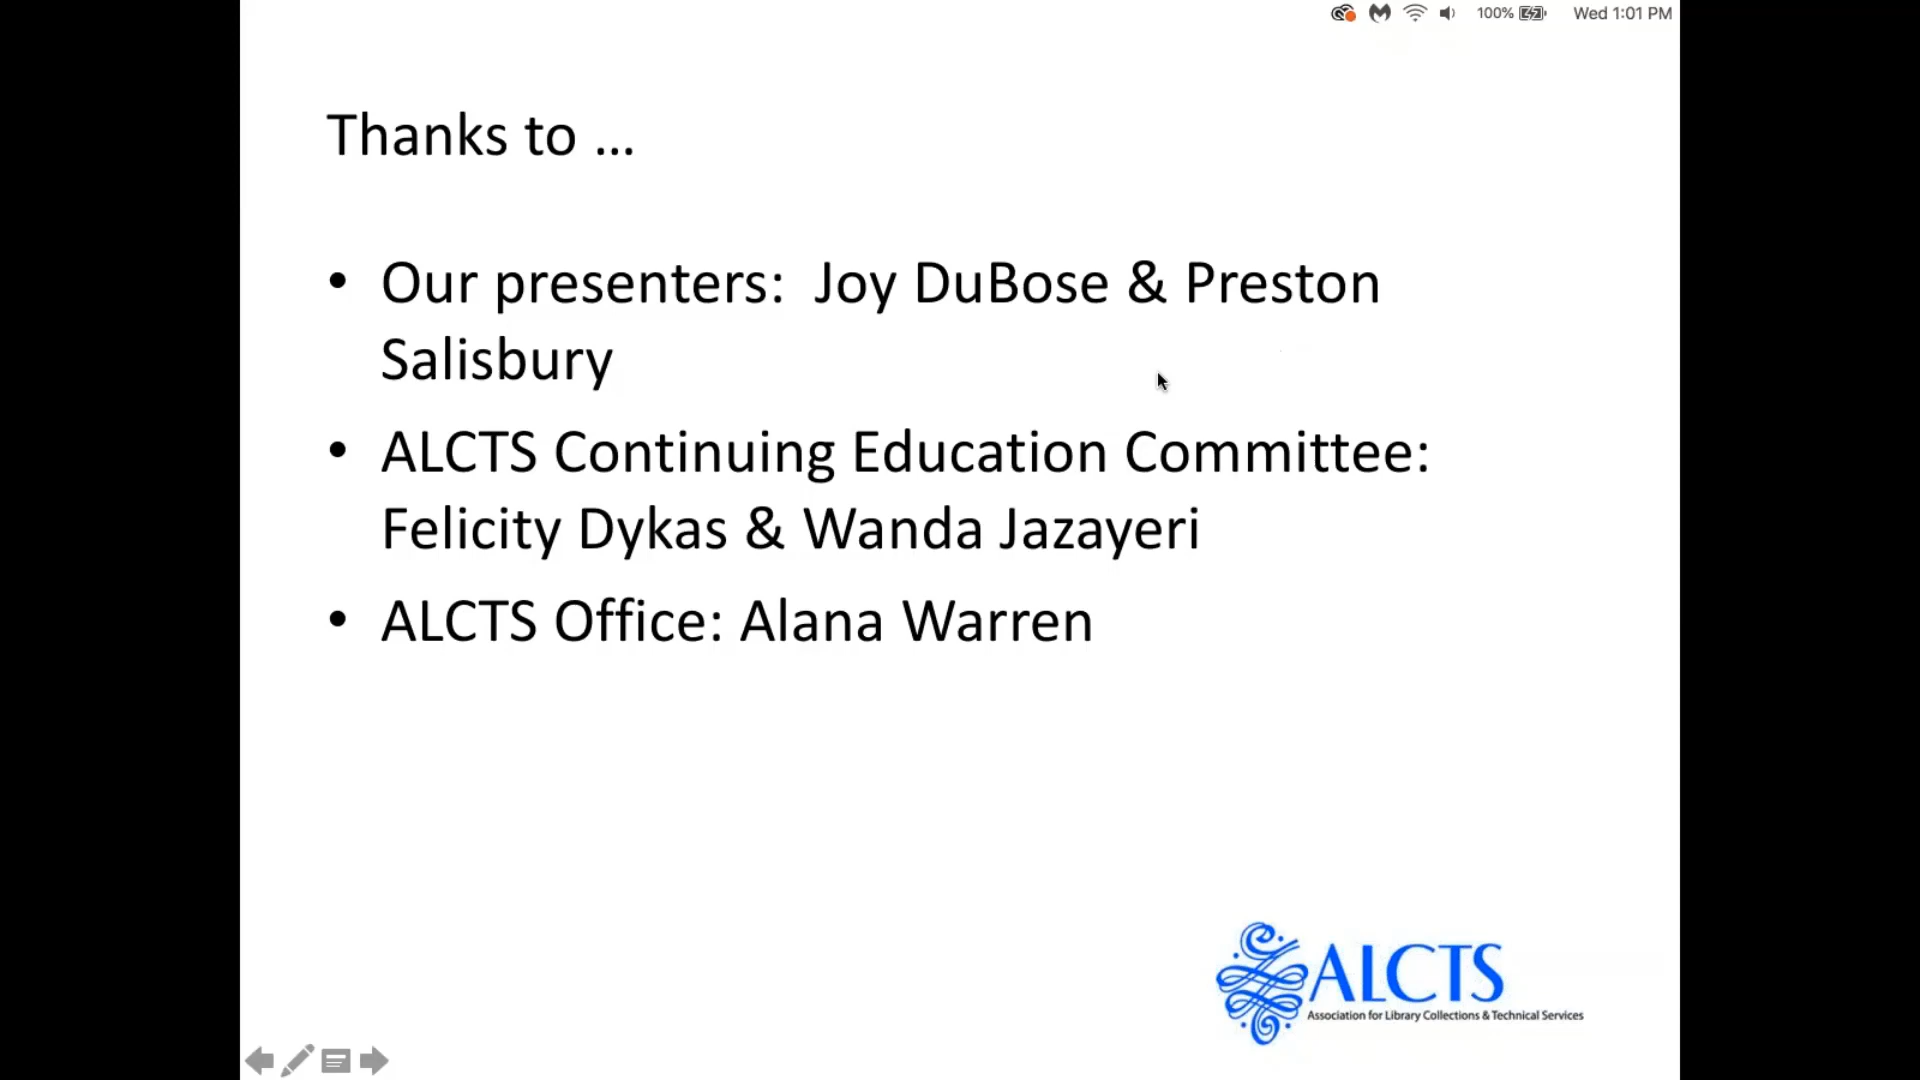 100% Wed 1:01 PM
Thanks to ...
• Our presenters:  Joy DuBose & Preston
Salisbury
• ALCTS Continuing Education Committee:
Felicity Dykas & Wanda Jazayeri
• ALCTS Office: Alana Warren
ALCTS
Association for Library Collections & Technical Services